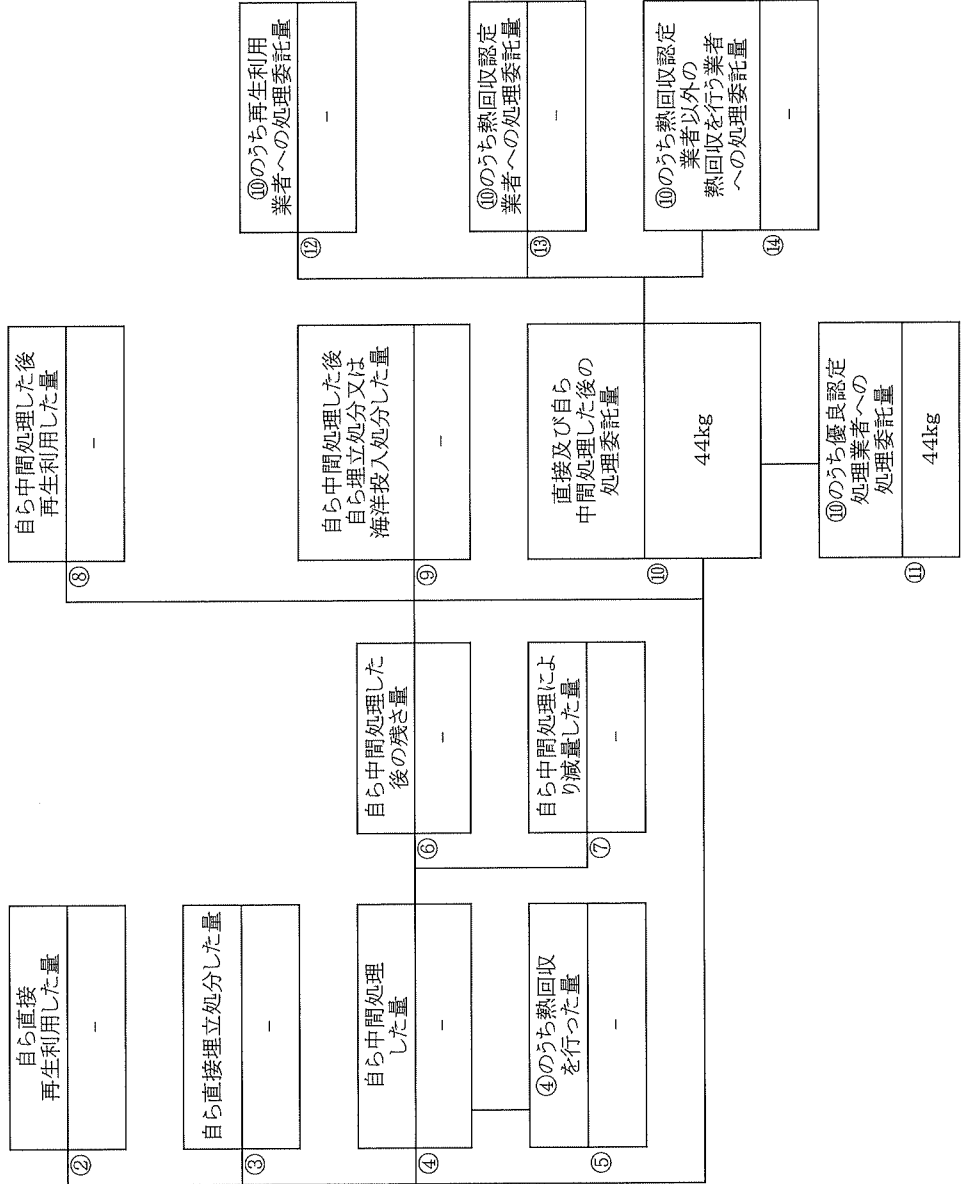 ②
自ら直接
再生利用した量
－
③
自ら直接埋立処分した量
－
④
自ら中間処理
した量
－
⑤
④のうち熱回収
を行った量
－
⑥
自ら中間処理した
後の残さ量
－
⑦
自ら中間処理によ
り減量した量
－
⑧
自ら中間処理した後
再生利用した量
－
⑨
自ら中間処理した後
自ら埋立処分又は
海洋投入処分した量
－
⑩
直接及び自ら
中間処理した後の
処理委託量
44kg
⑪
⑩のうち優良認定
処理業者への
処理委託量
44kg
⑫
⑩のうち再生利用
業者への処理委託量
－
⑬
⑩のうち熱回収認定
業者への処理委託量
－
⑭
⑩のうち熱回収認定
業者以外の
熱回収を行う業者
への処理委託量
－